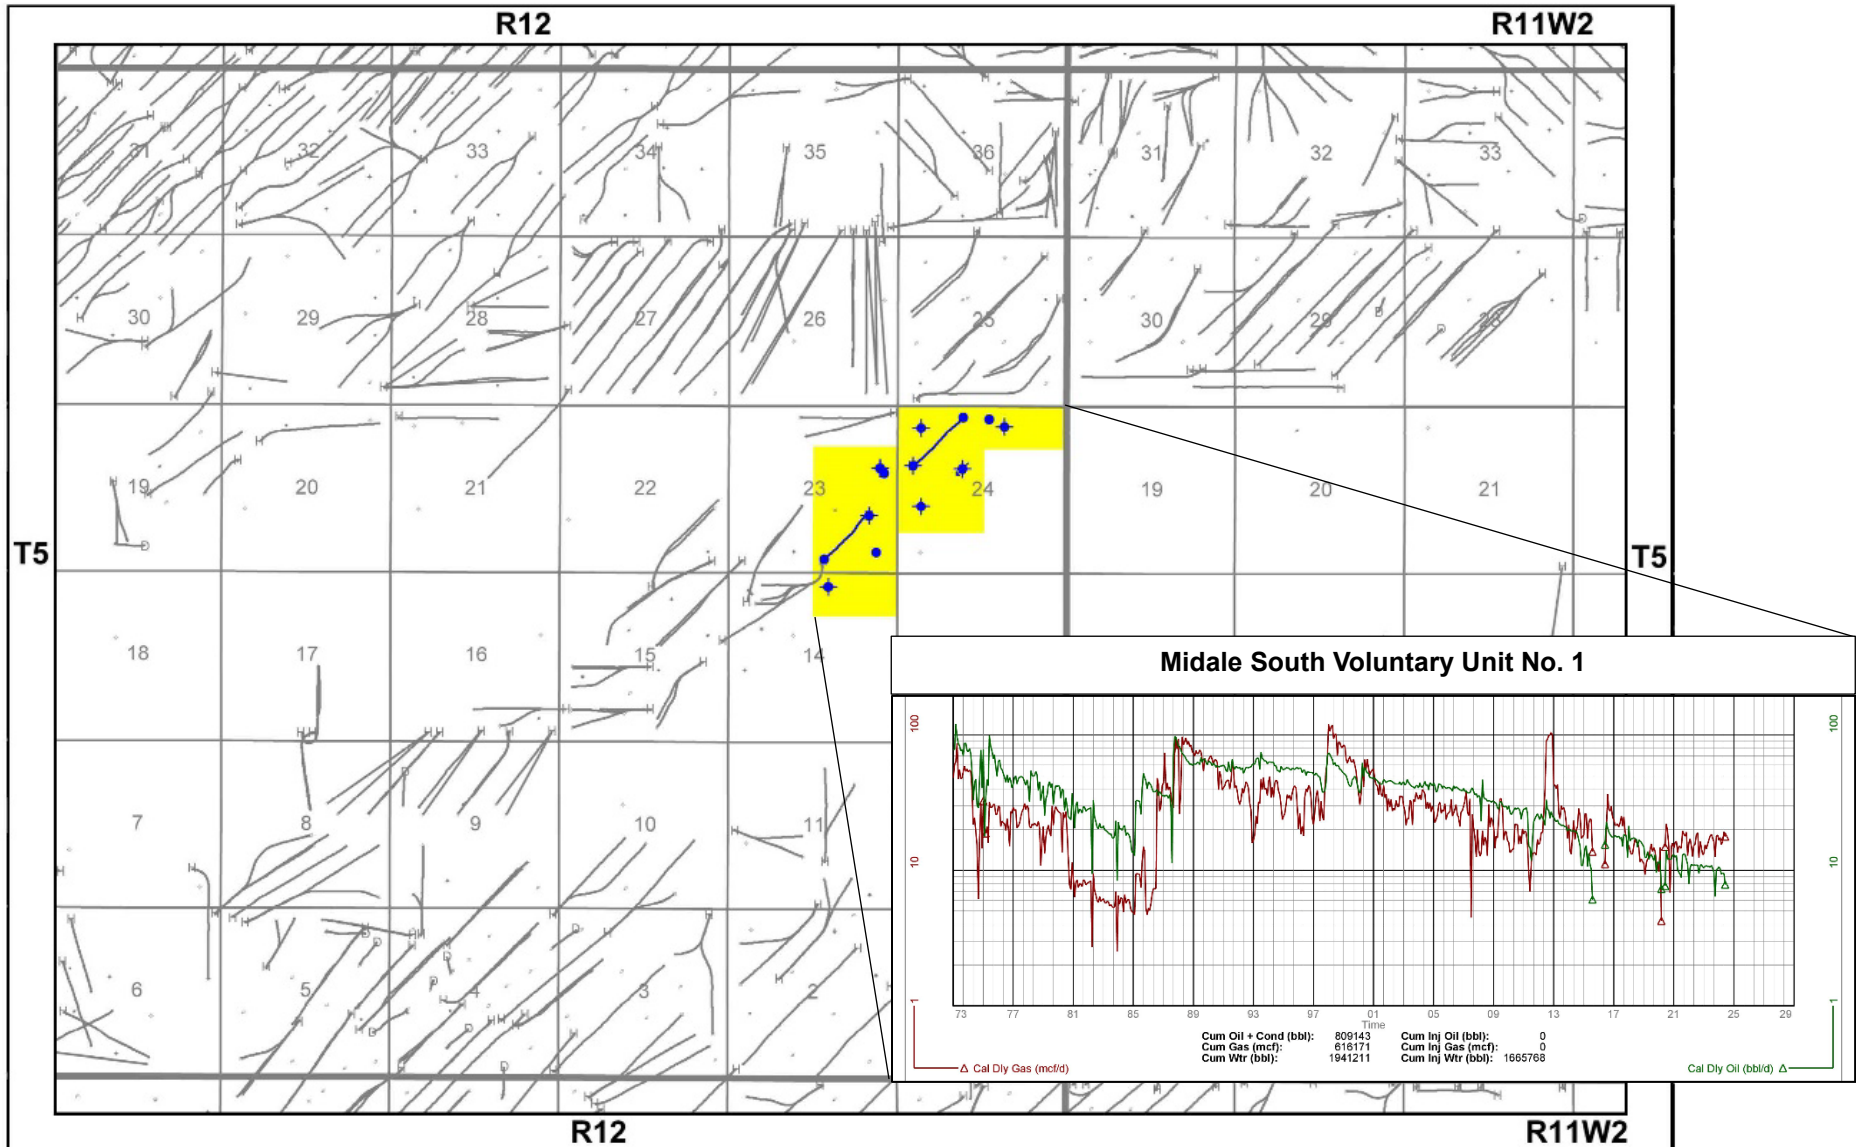 R12 R11W2
31 32 33 34 35 36 31 32 33
30 29 28 27 26 25 30 29 28
19 20 21 22 23 24 19 20 21
T5 T5
18 17 16 15 14
Midale South Voluntary Unit No. 1
100 100
7 8 9 10 11
10 10
6 5 4 3 2
1 1
73 77 81 85 89 93 97 01 05 09 13 17 21 25 29
Time
Cum Oil + Cond (bbl): 809143 Cum Inj Oil (bbl): 0
Cum Gas (mcf): 616171 Cum Inj Gas (mcf): 0
Cum Wtr (bbl): 1941211 Cum Inj Wtr (bbl): 1665768
Cal Dly Gas (mcf/d) Cal Dly Oil (bbl/d)
R12 R11W2